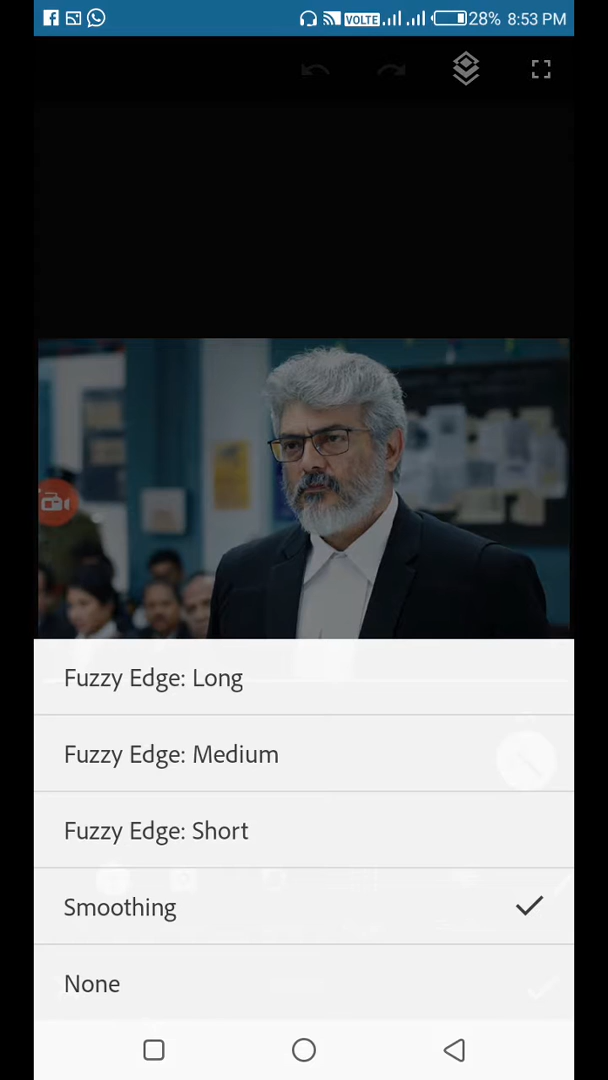 VOLTE 28% 8:53 PM
Fuzzy Edge: Long
Fuzzy Edge: Medium
Fuzzy Edge: Short
Smoothing
None